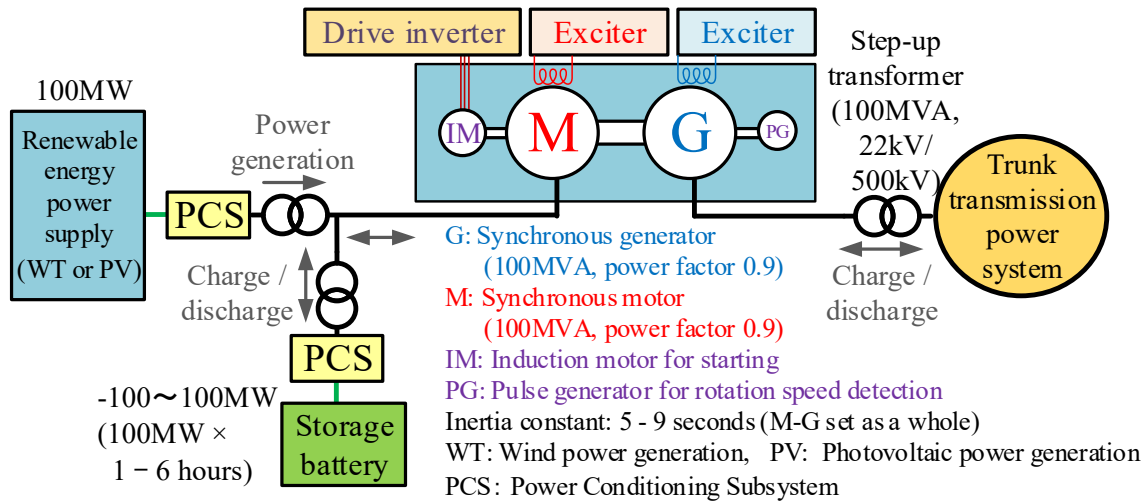 Drive inverter
Exciter
Exciter
Step-up
transformer
(100MVA,
22kV/
500kV)
100MW
Renewable
energy
power
supply
(WT or PV)
Power
generation
IM
M
G
PG
PCS
Trunk
transmission
power
system
Charge /
discharge
Charge /
discharge
G: Synchronous generator
(100MVA, power factor 0.9)
M: Synchronous motor
(100MVA, power factor 0.9)
IM: Induction motor for starting
PG: Pulse generator for rotation speed detection
Inertia constant: 5 - 9 seconds (M-G set as a whole)
WT: Wind power generation, PV: Photovoltaic power generation
PCS: Power Conditioning Subsystem
PCS
-100～100MW
(100MW ×
1 – 6 hours)
Storage
battery